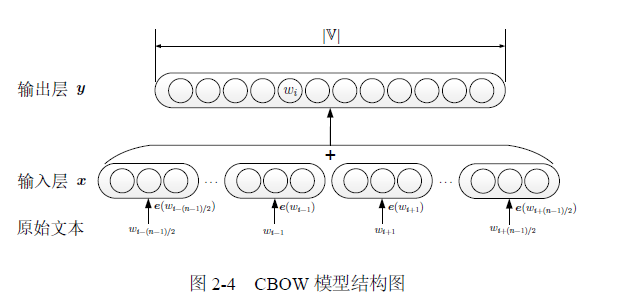 |𝕍|
输出层 y
w_i
+
输入层 x
... ...
e(w_{t−(n−1)/2}) e(w_{t−1}) e(w_{t+1}) e(w_{t+(n−1)/2})
原始文本 w_{t−(n−1)/2} w_{t−1} w_{t+1} w_{t+(n−1)/2}
图 2-4 CBOW 模型结构图